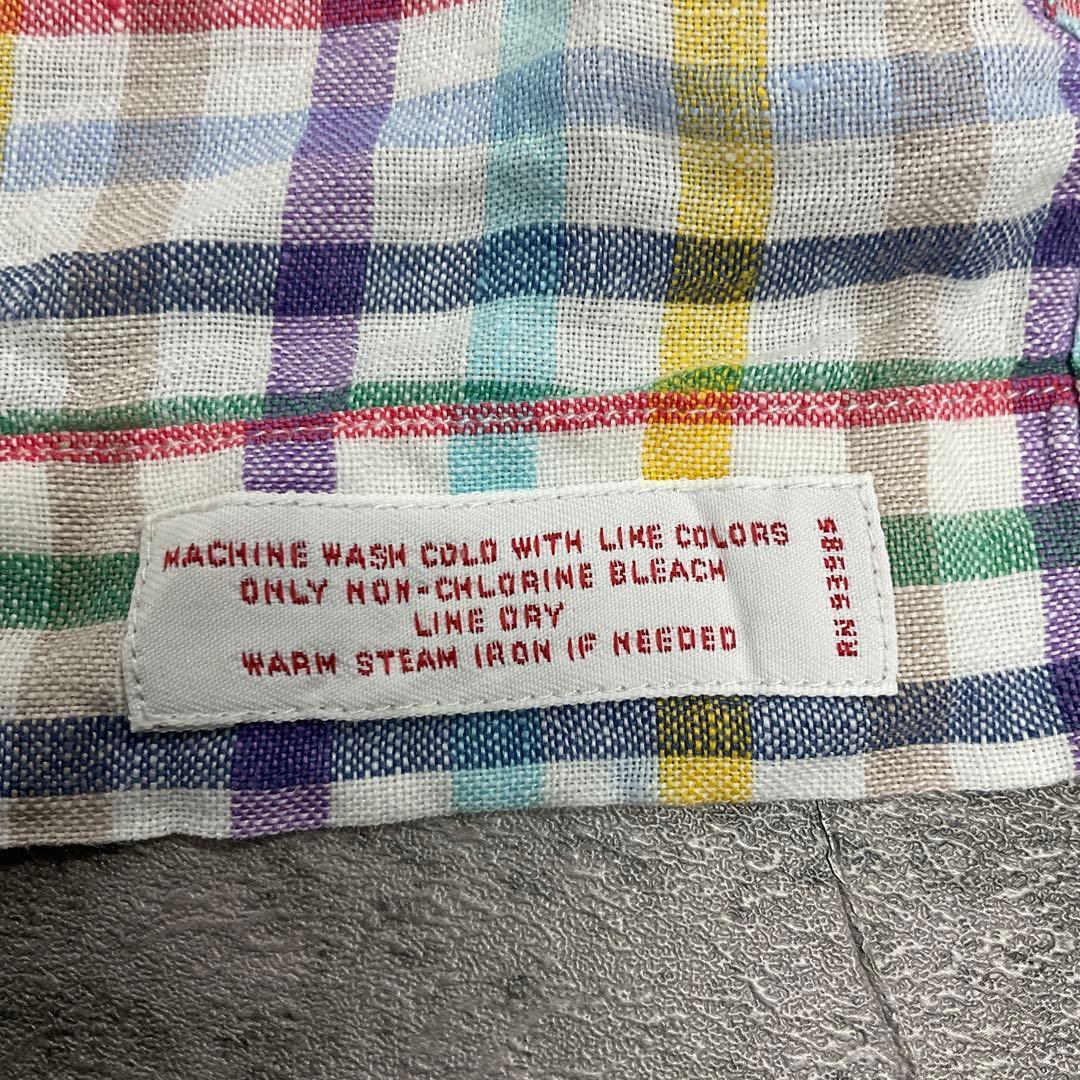 MACHINE WASH COLD WITH LIKE COLORS
ONLY NON-CHLORINE BLEACH
LINE DRY
WARM STEAM IRON IF NEEDED
RN 93985